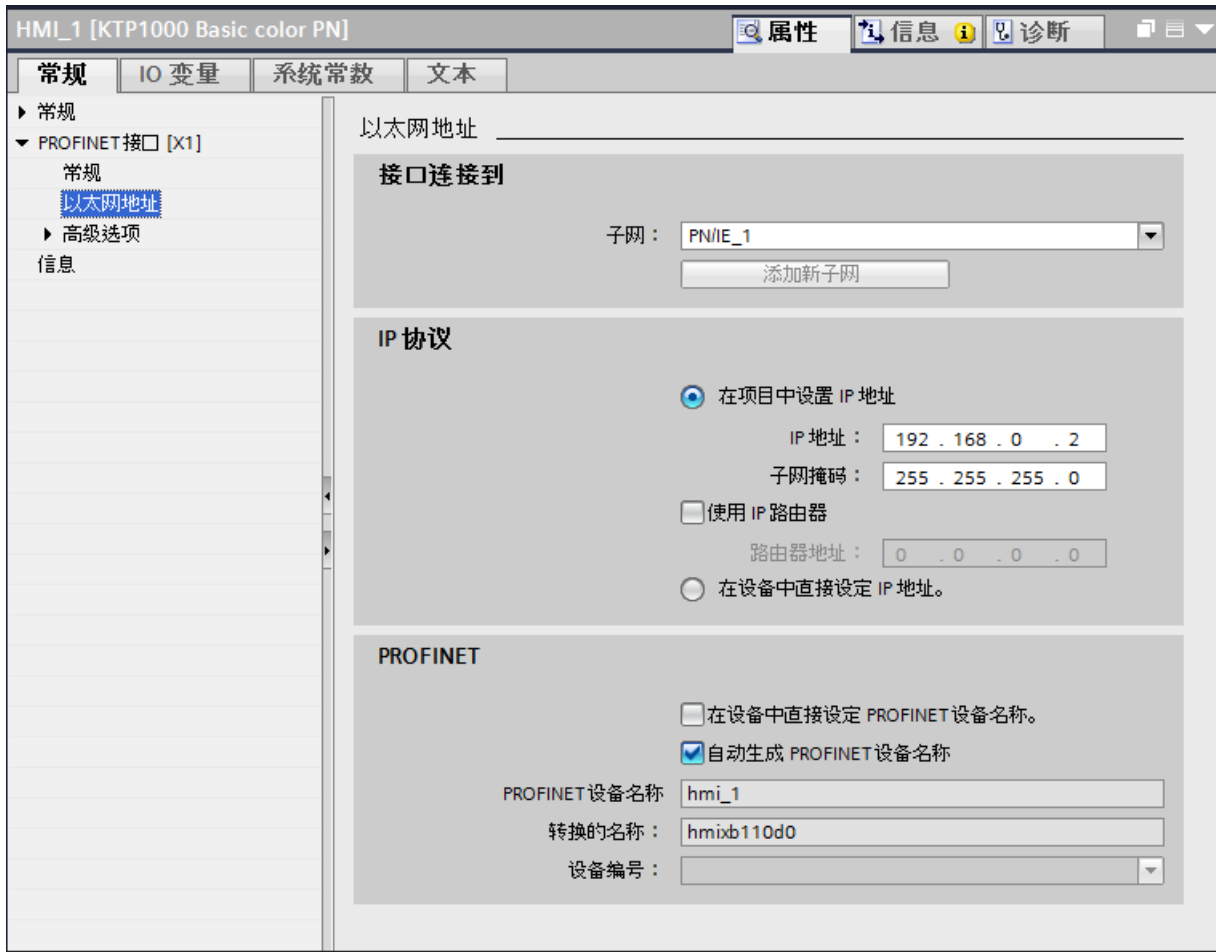 HMI_1 [KTP1000 Basic color PN]
属性
信息
诊断
常规
IO 变量
系统常数
文本
常规
PROFINET接口 [X1]
常规
以太网地址
高级选项
信息
以太网地址
接口连接到
子网：
PN/IE_1
添加新子网
IP 协议
在项目中设置 IP 地址
IP 地址：
192 . 168 . 0 . 2
子网掩码：
255 . 255 . 255 . 0
使用 IP 路由器
路由器地址：
0 . 0 . 0 . 0
在设备中直接设定 IP 地址。
PROFINET
在设备中直接设定 PROFINET 设备名称。
自动生成 PROFINET 设备名称
PROFINET 设备名称
hmi_1
转换的名称：
hmixb110d0
设备编号：